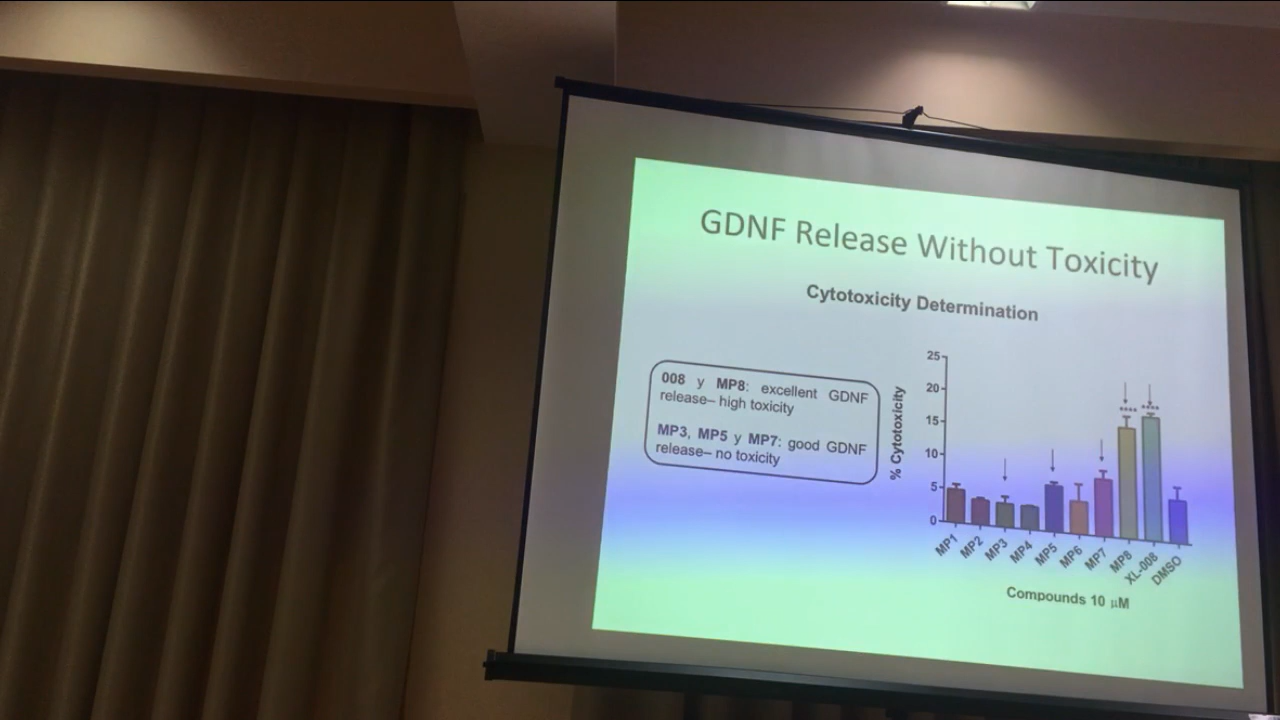 GDNF Release Without Toxicity
Cytotoxicity Determination
008 y MP8: excellent GDNF
release– high toxicity
MP3, MP5 y MP7: good GDNF
release– no toxicity
% Cytotoxicity
25
20
15
10
5
0
**** ****
MP1 MP2 MP3 MP4 MP5 MP6 MP7 MP8 XL-008 DMSO
Compounds 10 µM